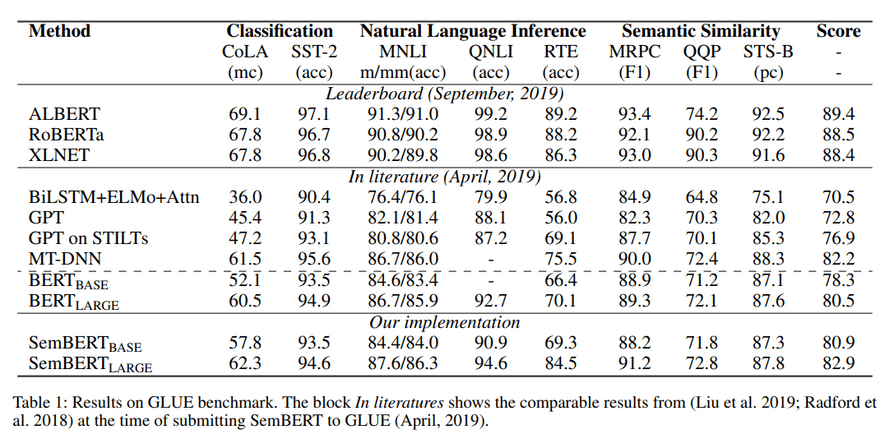 Method Classification Natural Language Inference Semantic Similarity Score
CoLA SST-2 MNLI QNLI RTE MRPC QQP STS-B -
(mc) (acc) m/mm(acc) (acc) (acc) (F1) (F1) (pc) -
Leaderboard (September, 2019)
ALBERT 69.1 97.1 91.3/91.0 99.2 89.2 93.4 74.2 92.5 89.4
RoBERTa 67.8 96.7 90.8/90.2 98.9 88.2 92.1 90.2 92.2 88.5
XLNET 67.8 96.8 90.2/89.8 98.6 86.3 93.0 90.3 91.6 88.4
In literature (April, 2019)
BiLSTM+ELMo+Attn 36.0 90.4 76.4/76.1 79.9 56.8 84.9 64.8 75.1 70.5
GPT 45.4 91.3 82.1/81.4 88.1 56.0 82.3 70.3 82.0 72.8
GPT on STILTs 47.2 93.1 80.8/80.6 87.2 69.1 87.7 70.1 85.3 76.9
MT-DNN 61.5 95.6 86.7/86.0 - 75.5 90.0 72.4 88.3 82.2
BERTBASE 52.1 93.5 84.6/83.4 - 66.4 88.9 71.2 87.1 78.3
BERTLARGE 60.5 94.9 86.7/85.9 92.7 70.1 89.3 72.1 87.6 80.5
Our implementation
SemBERTBASE 57.8 93.5 84.4/84.0 90.9 69.3 88.2 71.8 87.3 80.9
SemBERTLARGE 62.3 94.6 87.6/86.3 94.6 84.5 91.2 72.8 87.8 82.9
Table 1: Results on GLUE benchmark. The block In literatures shows the comparable results from (Liu et al. 2019; Radford et
al. 2018) at the time of submitting SemBERT to GLUE (April, 2019).